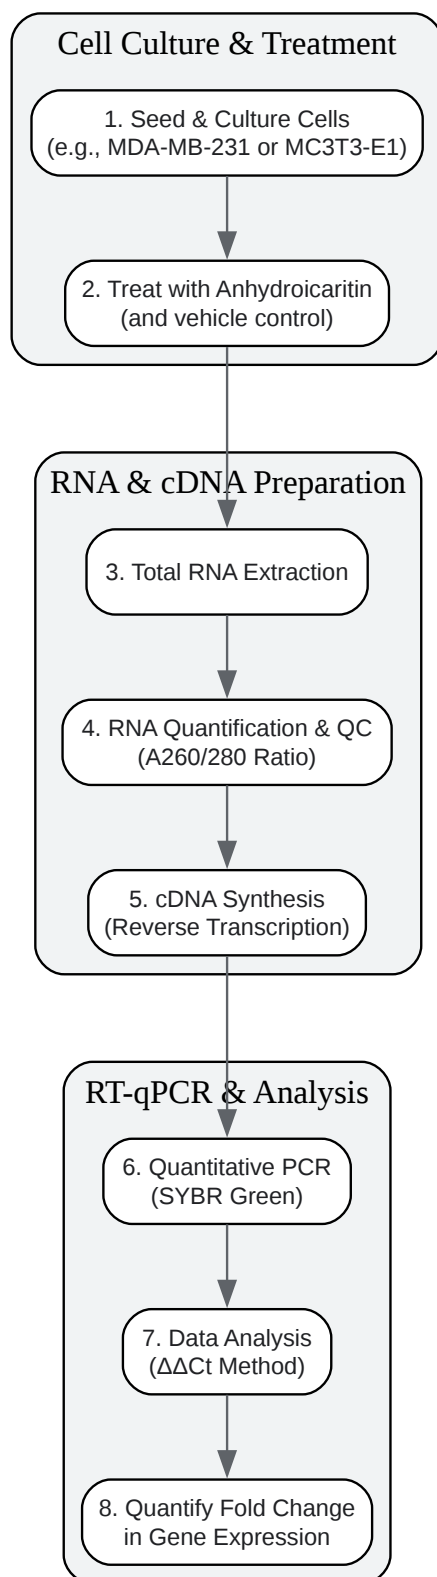 Cell Culture & Treatment
1. Seed & Culture Cells
(e.g., MDA-MB-231 or MC3T3-E1)
2. Treat with Anhydroicaritin
(and vehicle control)
RNA & cDNA Preparation
3. Total RNA Extraction
4. RNA Quantification & QC
(A260/280 Ratio)
5. cDNA Synthesis
(Reverse Transcription)
RT-qPCR & Analysis
6. Quantitative PCR
(SYBR Green)
7. Data Analysis
(ΔΔCt Method)
8. Quantify Fold Change
in Gene Expression